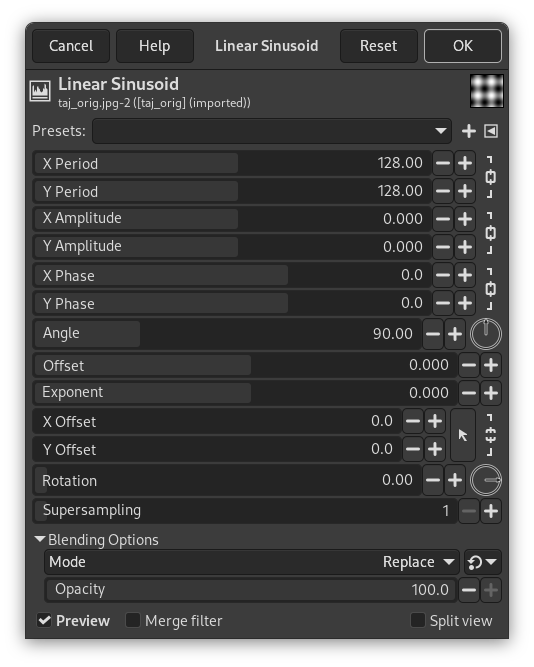 Cancel Help Linear Sinusoid Reset OK
Linear Sinusoid
taj_orig.jpg-2 ([taj_orig] (imported))
Presets:
X Period 128.00
Y Period 128.00
X Amplitude 0.000
Y Amplitude 0.000
X Phase 0.0
Y Phase 0.0
Angle 90.00
Offset 0.000
Exponent 0.000
X Offset 0.0
Y Offset 0.0
Rotation 0.00
Supersampling 1
Blending Options
Mode Replace
Opacity 100.0
Preview Merge filter Split view